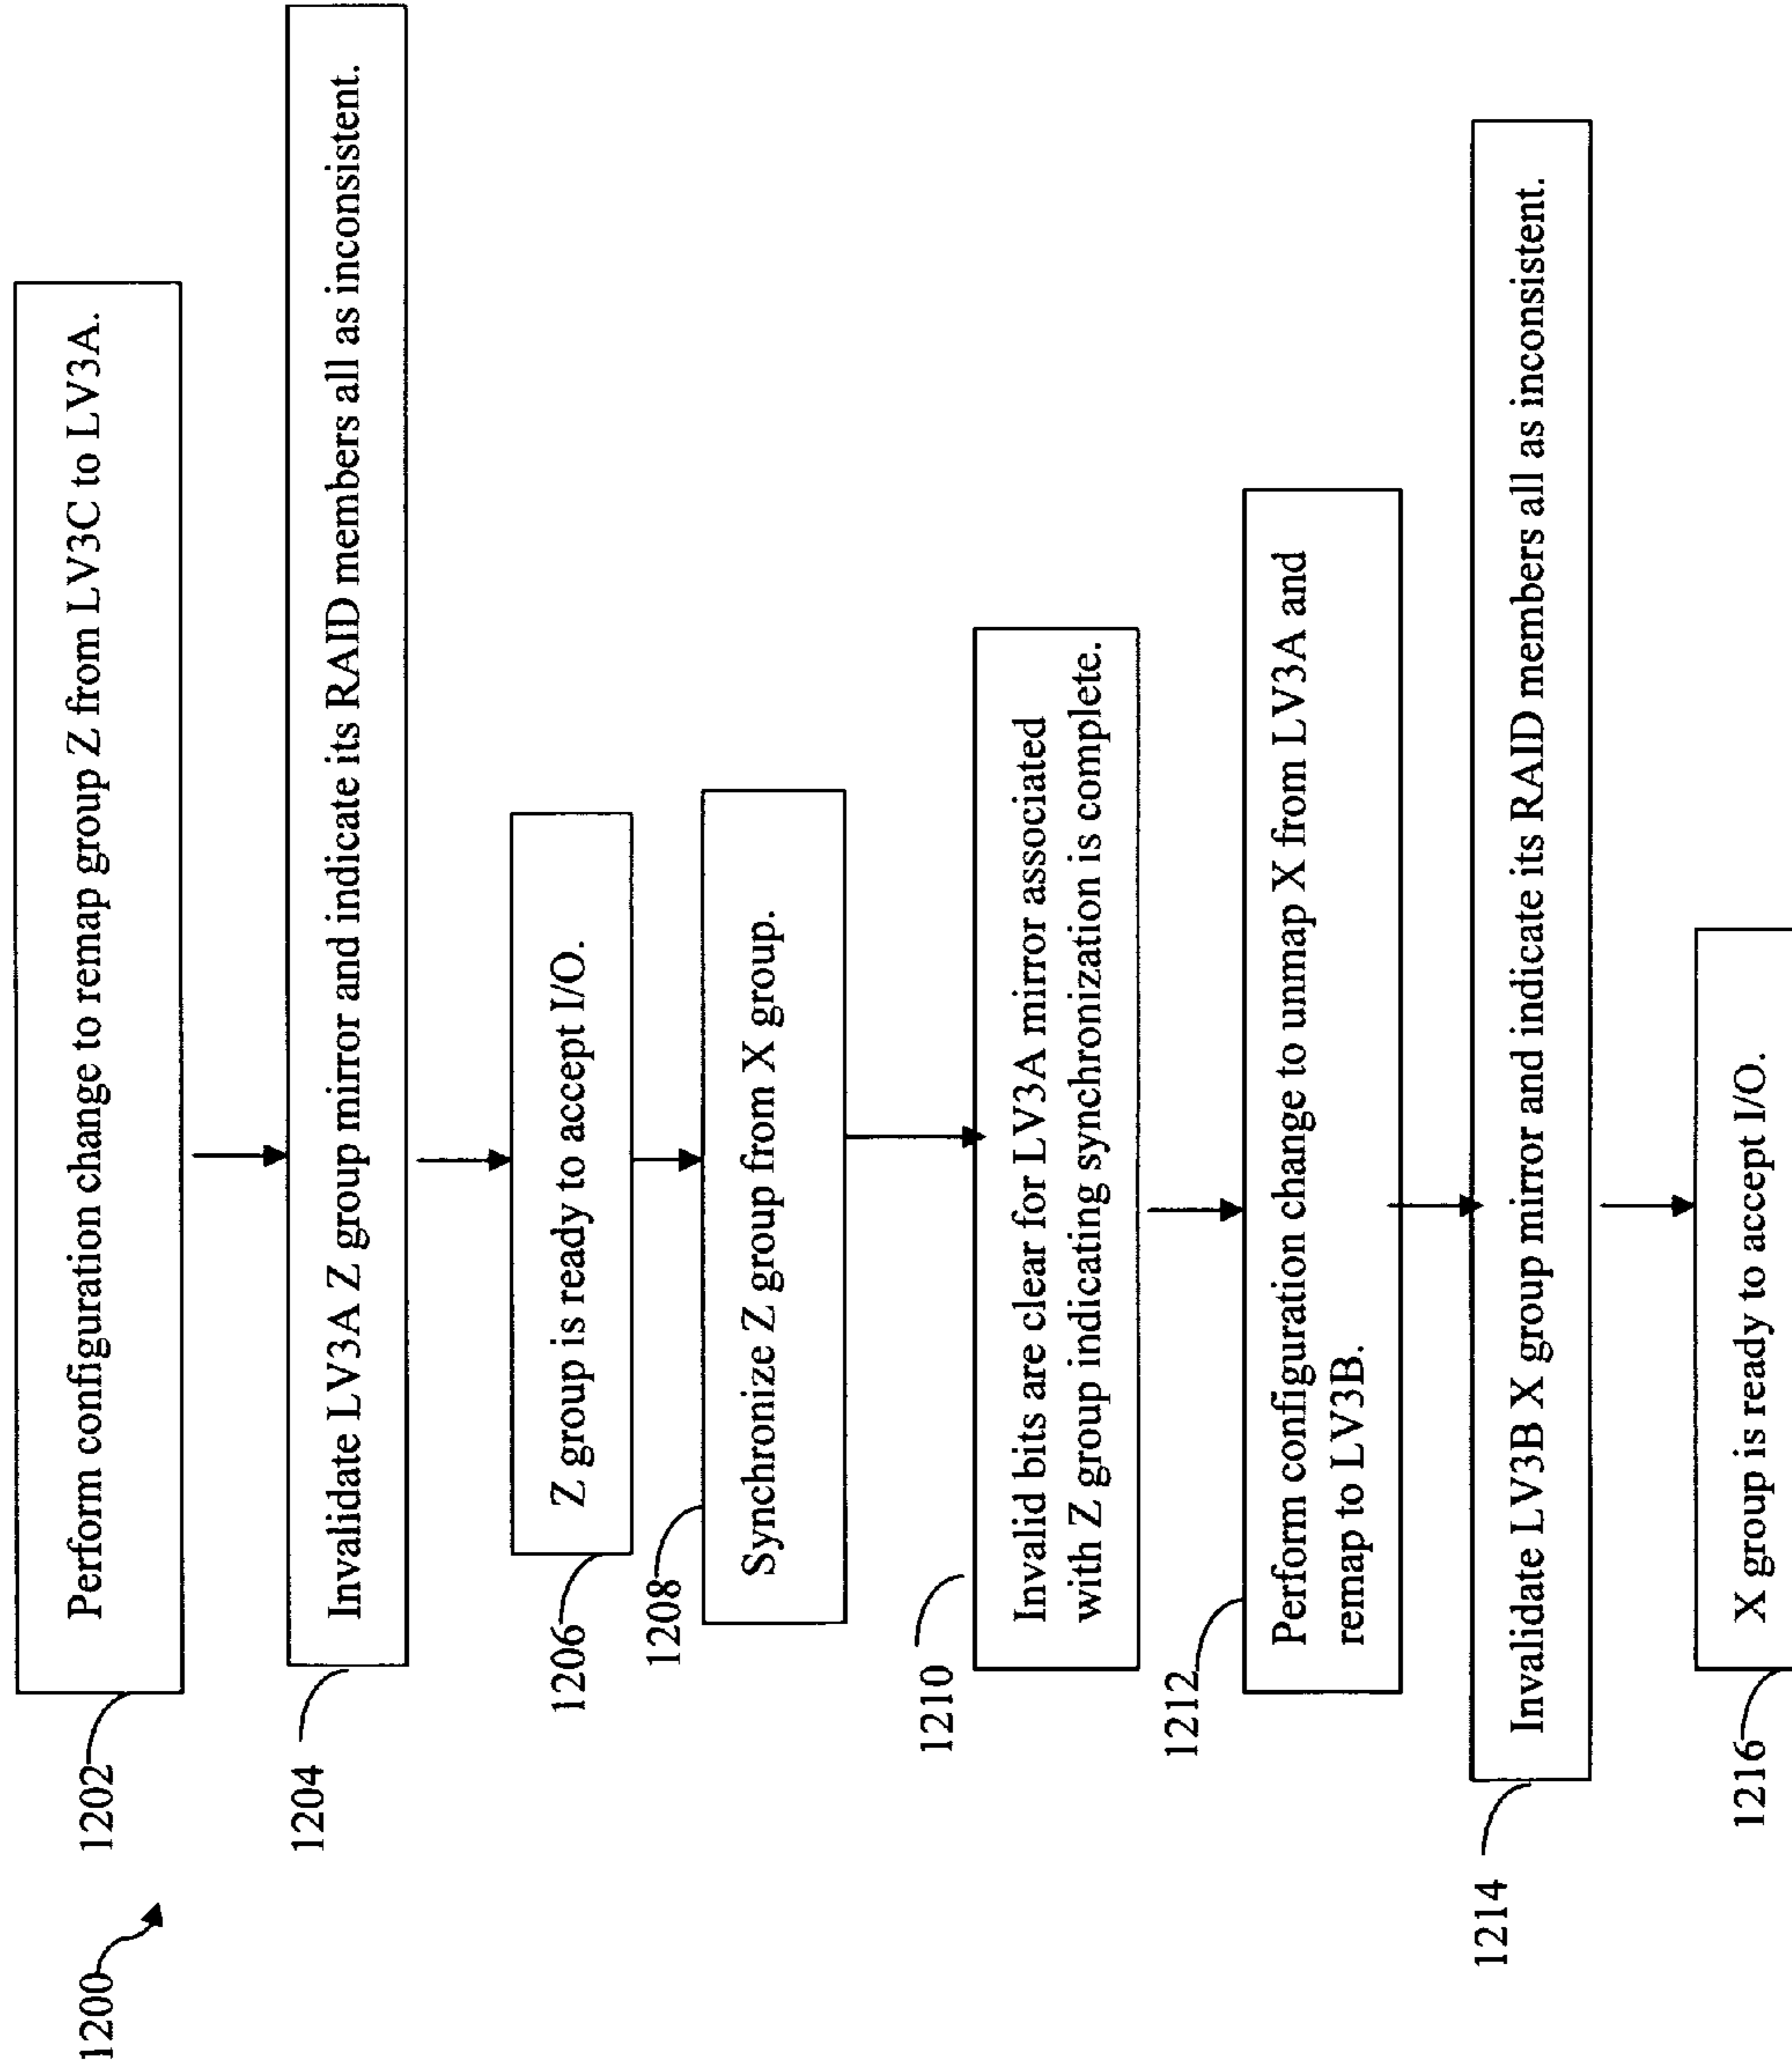 1200
1202
Perform configuration change to remap group Z from LV3C to LV3A.
1204
Invalidate LV3A Z group mirror and indicate its RAID members all as inconsistent.
1206
Z group is ready to accept I/O.
1208
Synchronize Z group from X group.
1210
Invalid bits are clear for LV3A mirror associated
with Z group indicating synchronization is complete.
1212
Perform configuration change to unmap X from LV3A and
remap to LV3B.
1214
Invalidate LV3B X group mirror and indicate its RAID members all as inconsistent.
1216
X group is ready to accept I/O.